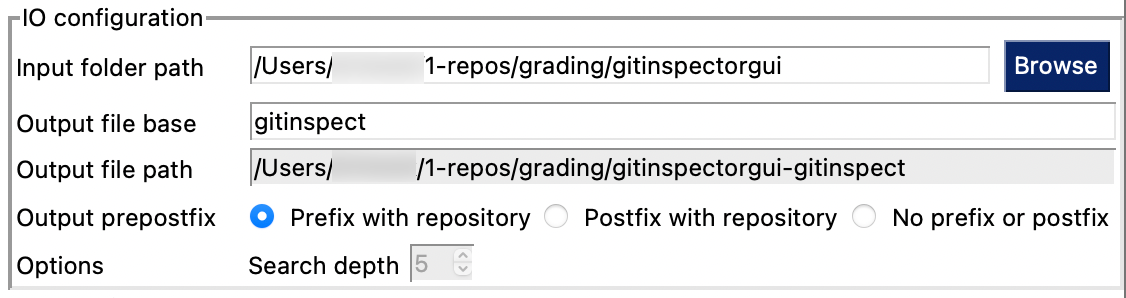 IO configuration
Input folder path /Users/ 1-repos/grading/gitinspectorgui Browse
Output file base gitinspect
Output file path /Users/ /1-repos/grading/gitinspectorgui-gitinspect
Output prepostfix Prefix with repository Postfix with repository No prefix or postfix
Options Search depth 5